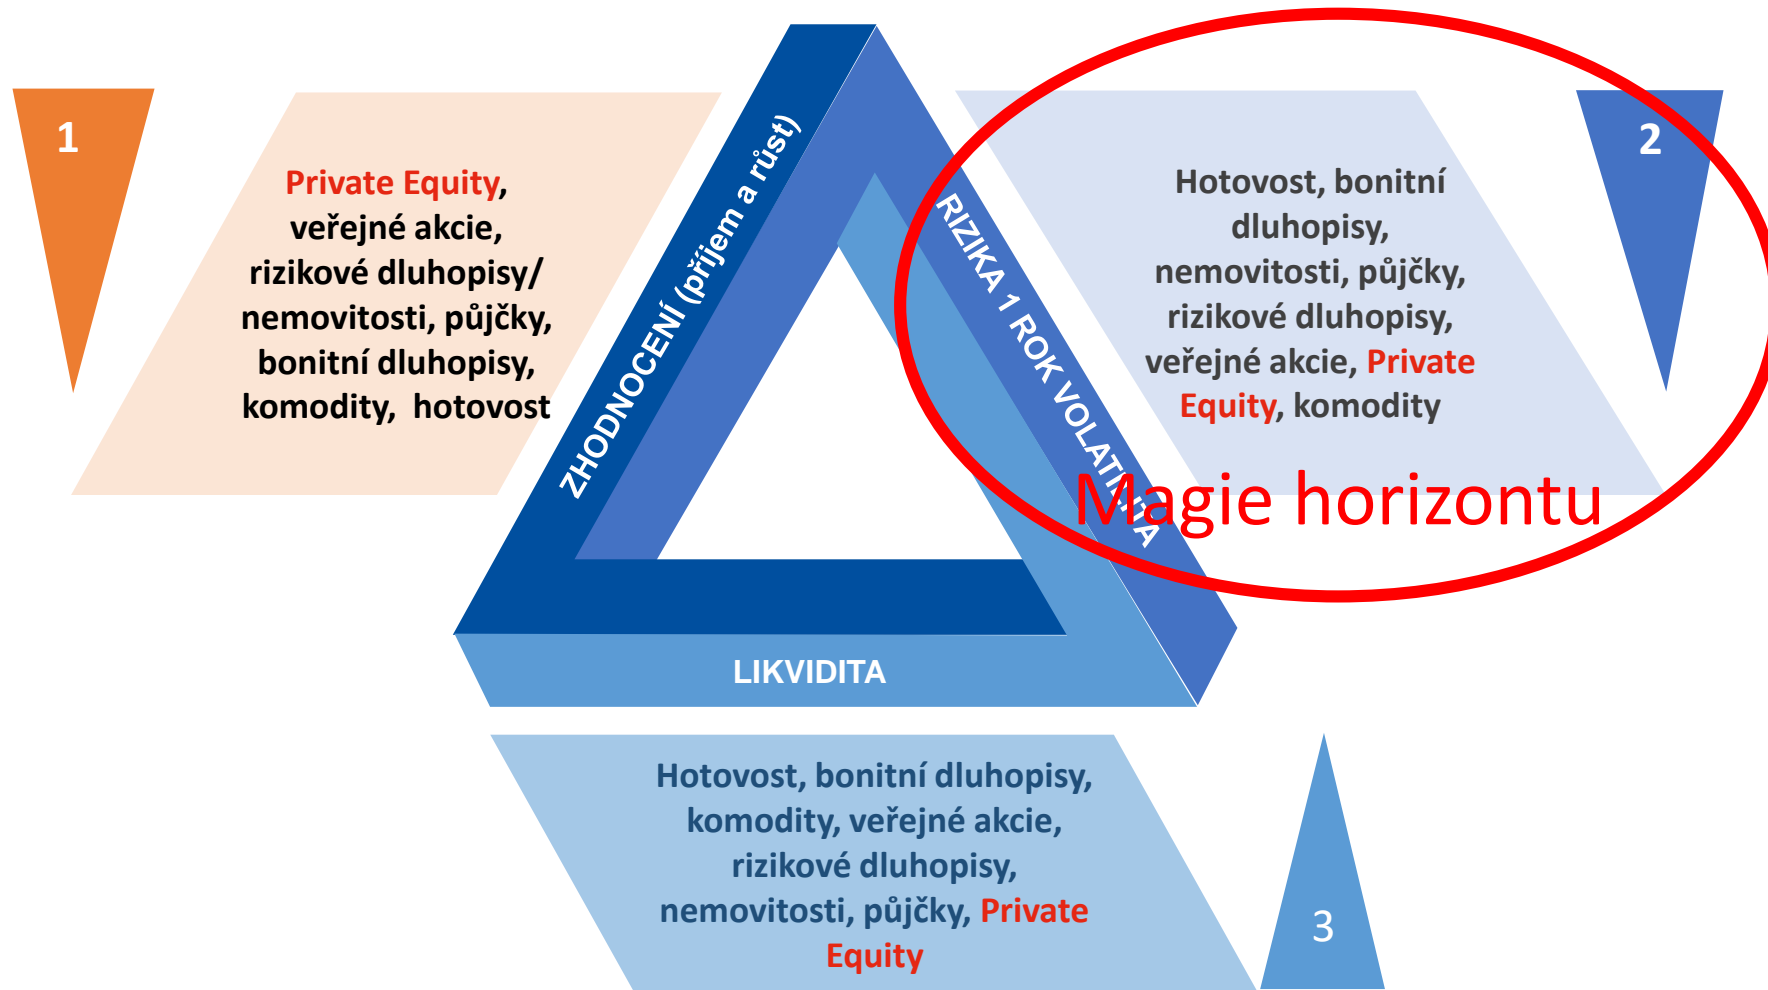 1
Private Equity,
veřejné akcie,
rizikové dluhopisy/
nemovitosti, půjčky,
bonitní dluhopisy,
komodity, hotovost
ZHODNOCENÍ (příjem a růst)
RIZIKA 1 ROK VOLATILITA
2
Hotovost, bonitní
dluhopisy,
nemovitosti, půjčky,
rizikové dluhopisy,
veřejné akcie, Private
Equity, komodity
Magie horizontu
LIKVIDITA
Hotovost, bonitní dluhopisy,
komodity, veřejné akcie,
rizikové dluhopisy,
nemovitosti, půjčky, Private
Equity
3